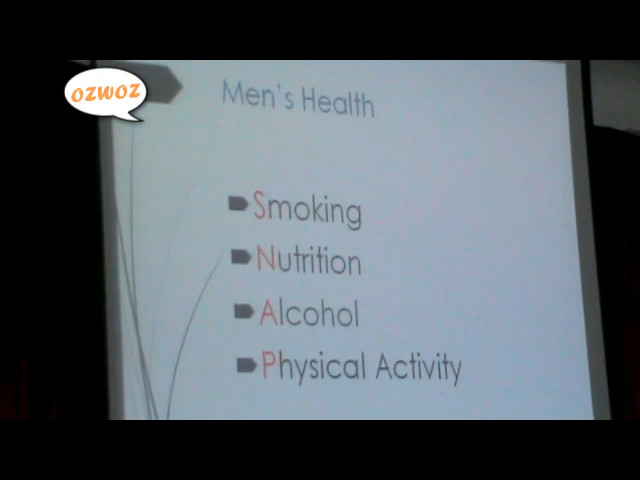 ozwoz
Men's Health
Smoking
Nutrition
Alcohol
Physical Activity